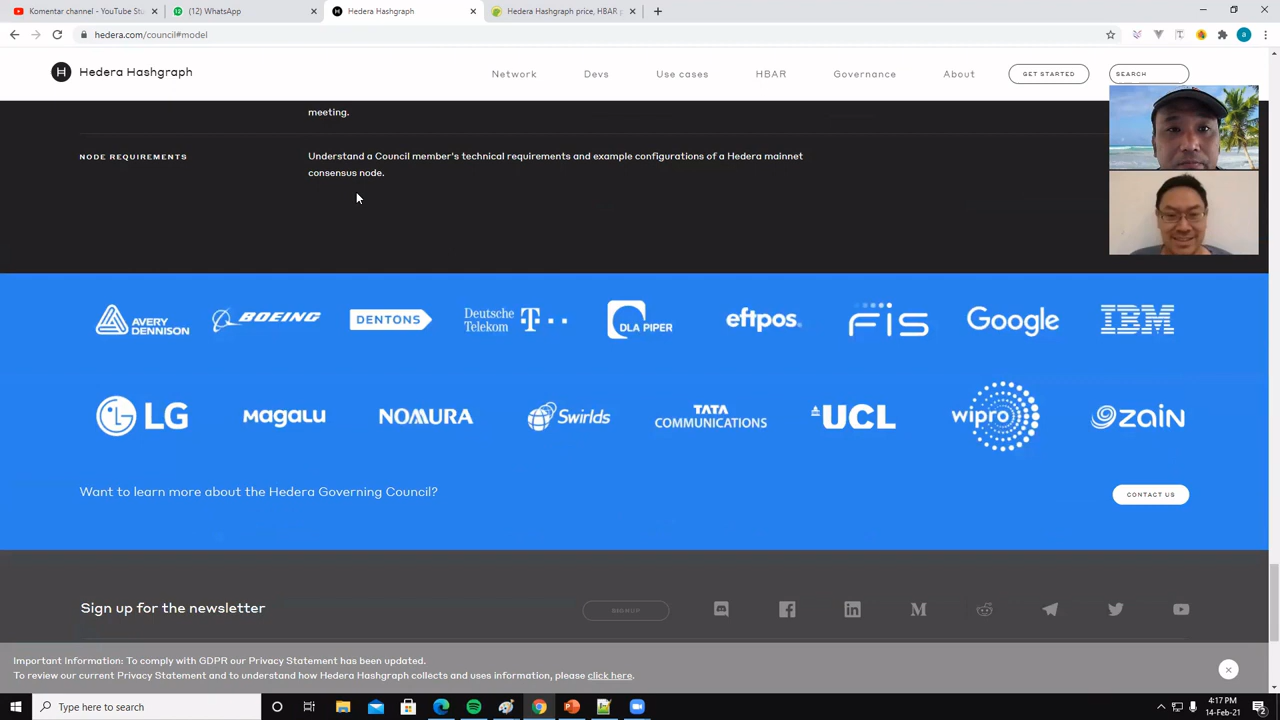 Komentar channel - YouTube Stu
(12) WhatsApp
Hedera Hashgraph
Hedera Hashgraph price, HBAR p
hedera.com/council#model
a
Hedera Hashgraph
Network
Devs
Use cases
HBAR
Governance
About
GET STARTED
SEARCH
meeting.
NODE REQUIREMENTS
Understand a Council member's technical requirements and example configurations of a Hedera mainnet
consensus node.
AVERY
DENNISON
BOEING
DENTONS
Deutsche
Telekom
T
DLA PIPER
eftpos
FIS
Google
IBM
LG
MAGALU
NOMURA
Swirlds
TATA
COMMUNICATIONS
UCL
wipro
ZAIN
Want to learn more about the Hedera Governing Council?
CONTACT US
Sign up for the newsletter
SIGNUP
Important Information: To comply with GDPR our Privacy Statement has been updated.
To review our current Privacy Statement and to understand how Hedera Hashgraph collects and uses information, please click here.
Type here to search
4:17 PM
14-Feb-21
2